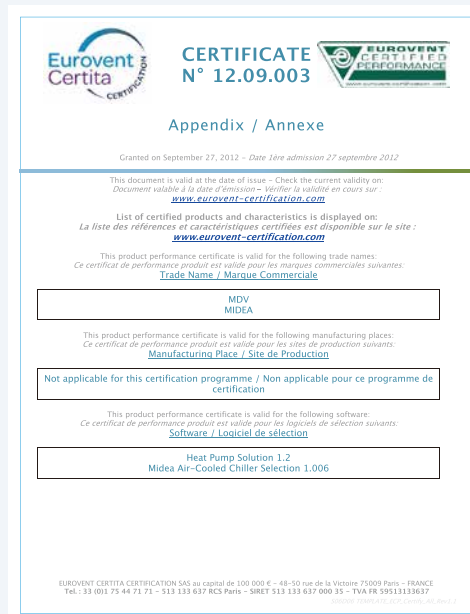 Eurovent
Certita
CERTIFICATION
CERTIFICATE
N° 12.09.003
EUROVENT
CERTIFIED
PERFORMANCE
www.eurovent-certification.com
Appendix / Annexe
Granted on September 27, 2012 - Date 1ère admission 27 septembre 2012
This document is valid at the date of issue - Check the current validity on:
Document valable à la date d'émission - Vérifier la validité en cours sur :
www.eurovent-certification.com
List of certified products and characteristics is displayed on:
La liste des références et caractéristiques certifiées est disponible sur le site :
www.eurovent-certification.com
This product performance certificate is valid for the following trade names:
Ce certificat de performance produit est valide pour les marques commerciales suivantes:
Trade Name / Marque Commerciale
MDV
MIDEA
This product performance certificate is valid for the following manufacturing places:
Ce certificat de performance produit est valide pour les sites de production suivants:
Manufacturing Place / Site de Production
Not applicable for this certification programme / Non applicable pour ce programme de
certification
This product performance certificate is valid for the following software:
Ce certificat de performance produit est valide pour les logiciels de sélection suivants:
Software / Logiciel de sélection
Heat Pump Solution 1.2
Midea Air-Cooled Chiller Selection 1.006
EUROVENT CERTITA CERTIFICATION SAS au capital de 100 000 € - 48-50 rue de la Victoire 75009 Paris - FRANCE
Tel. : 33 (0)1 75 44 71 71 - 513 133 637 RCS Paris - SIRET 513 133 637 000 35 - TVA FR 59513133637